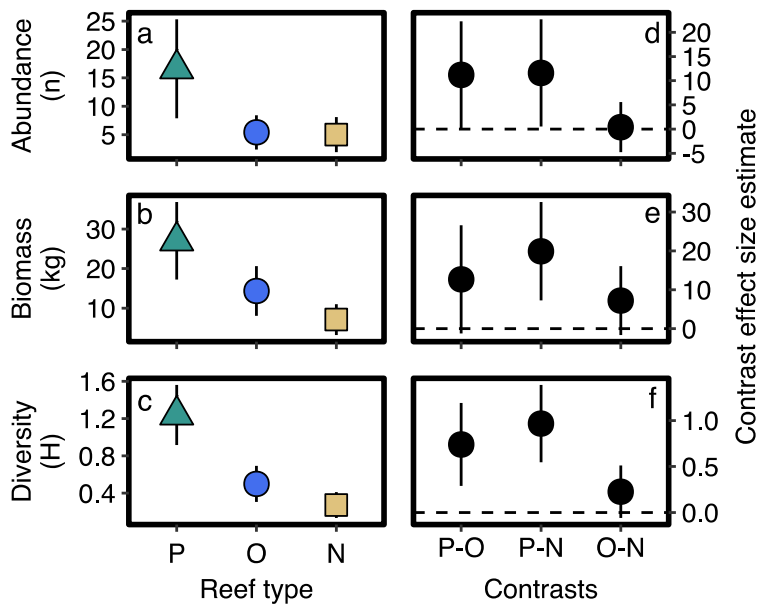 Abundance
(n)
25
20
15
10
5
a
d
20
15
10
5
0
-5
Biomass
(kg)
30
20
10
b
e
30
20
10
0
Diversity
(H)
1.6
1.2
0.8
0.4
c
f
1.0
0.5
0.0
Contrast effect size estimate
P O N
P-O P-N O-N
Reef type
Contrasts